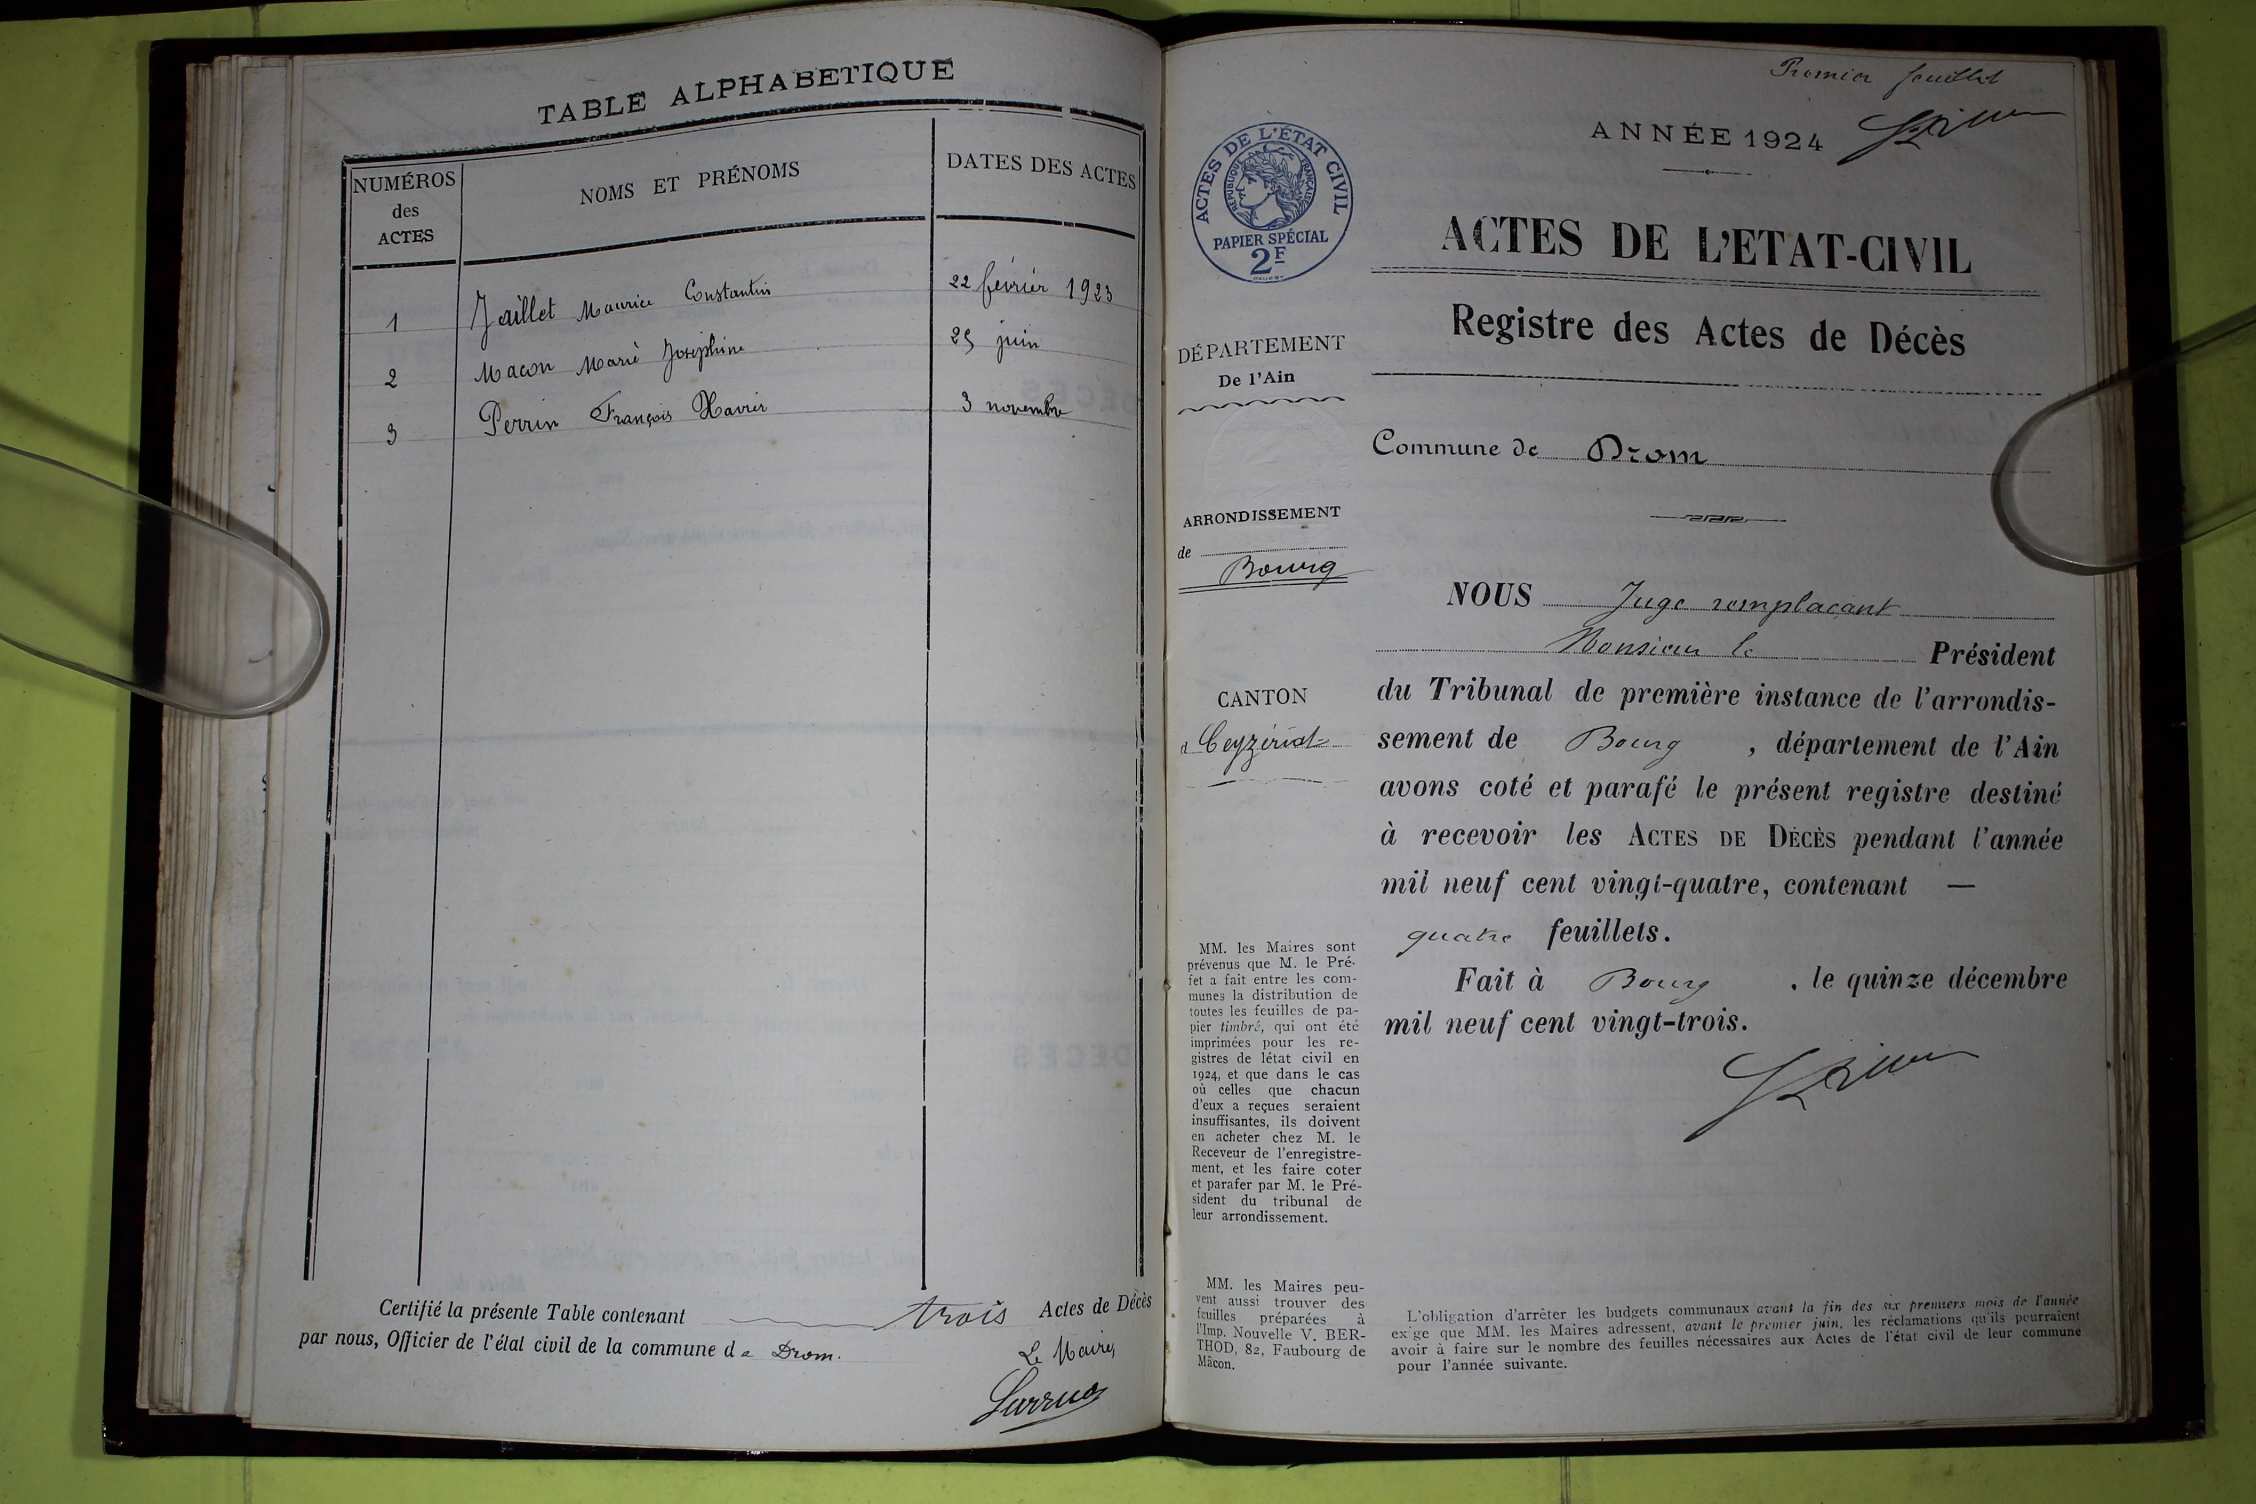 TABLE ALPHABETIQUE
NUMÉROS
des
ACTES
NOMS ET PRÉNOMS
DATES DES ACTES
1 Jaillet Maurice Constantin 22 février 1923
2 Macon Marie Joséphine 25 juin
3 Perrin François Xavier 3 novembre
Certifié la présente Table contenant trois Actes de Décès
par nous, Officier de l'état civil de la commune de Drom.
Le Maire,
Premier feuillet
ANNÉE 1924
ACTES DE L'ÉTAT CIVIL
RÉPUBLIQUE FRANÇAISE
PAPIER SPÉCIAL
2F
ACTES DE L'ETAT-CIVIL
Registre des Actes de Décès
DÉPARTEMENT
De l'Ain
Commune de Drom
ARRONDISSEMENT
de
Bourg
CANTON
d Ceyzériat
NOUS Juge remplaçant
Monsieur le Président
du Tribunal de première instance de l'arrondis-
sement de Bourg, département de l'Ain
avons coté et parafé le présent registre destiné
à recevoir les ACTES DE DÉCÈS pendant l'année
mil neuf cent vingt-quatre, contenant —
quatre feuillets.
Fait à Bourg, le quinze décembre
mil neuf cent vingt-trois.
MM. les Maires sont
prévenus que M. le Pré-
fet a fait entre les com-
munes la distribution de
toutes les feuilles de pa-
pier timbré, qui ont été
imprimées pour les re-
gistres de létat civil en
1924, et que dans le cas
où celles que chacun
d'eux a reçues seraient
insuffisantes, ils doivent
en acheter chez M. le
Receveur de l'enregistre-
ment, et les faire coter
et parafer par M. le Pré-
sident du tribunal de
leur arrondissement.
MM. les Maires peu-
vent aussi trouver des
feuilles préparées à
l'Imp. Nouvelle V. BER-
THOD, 82, Faubourg de
Mâcon.
L'obligation d'arrêter les budgets communaux avant la fin des six premiers mois de l'année
exige que MM. les Maires adressent, avant le premier juin, les réclamations qu'ils pourraient
avoir à faire sur le nombre des feuilles nécessaires aux Actes de l'état civil de leur commune
pour l'année suivante.